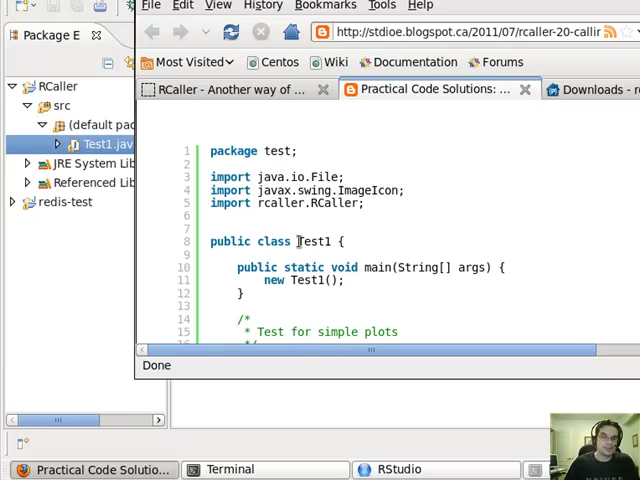 File Edit View History Bookmarks Tools Help
Package E
http://stdioe.blogspot.ca/2011/07/rcaller-20-callin
Most Visited Centos Wiki Documentation Forums
RCaller - Another way of ... Practical Code Solutions: ... Downloads - r
RCaller
src
(default pac
Test1.jav
JRE System Lib
Referenced Lib
redis-test
1 package test;
2
3 import java.io.File;
4 import javax.swing.ImageIcon;
5 import rcaller.RCaller;
6
7
8 public class Test1 {
9
10 public static void main(String[] args) {
11 new Test1();
12 }
13
14 /*
15 * Test for simple plots
16 */
Done
Practical Code Solutio... Terminal RStudio